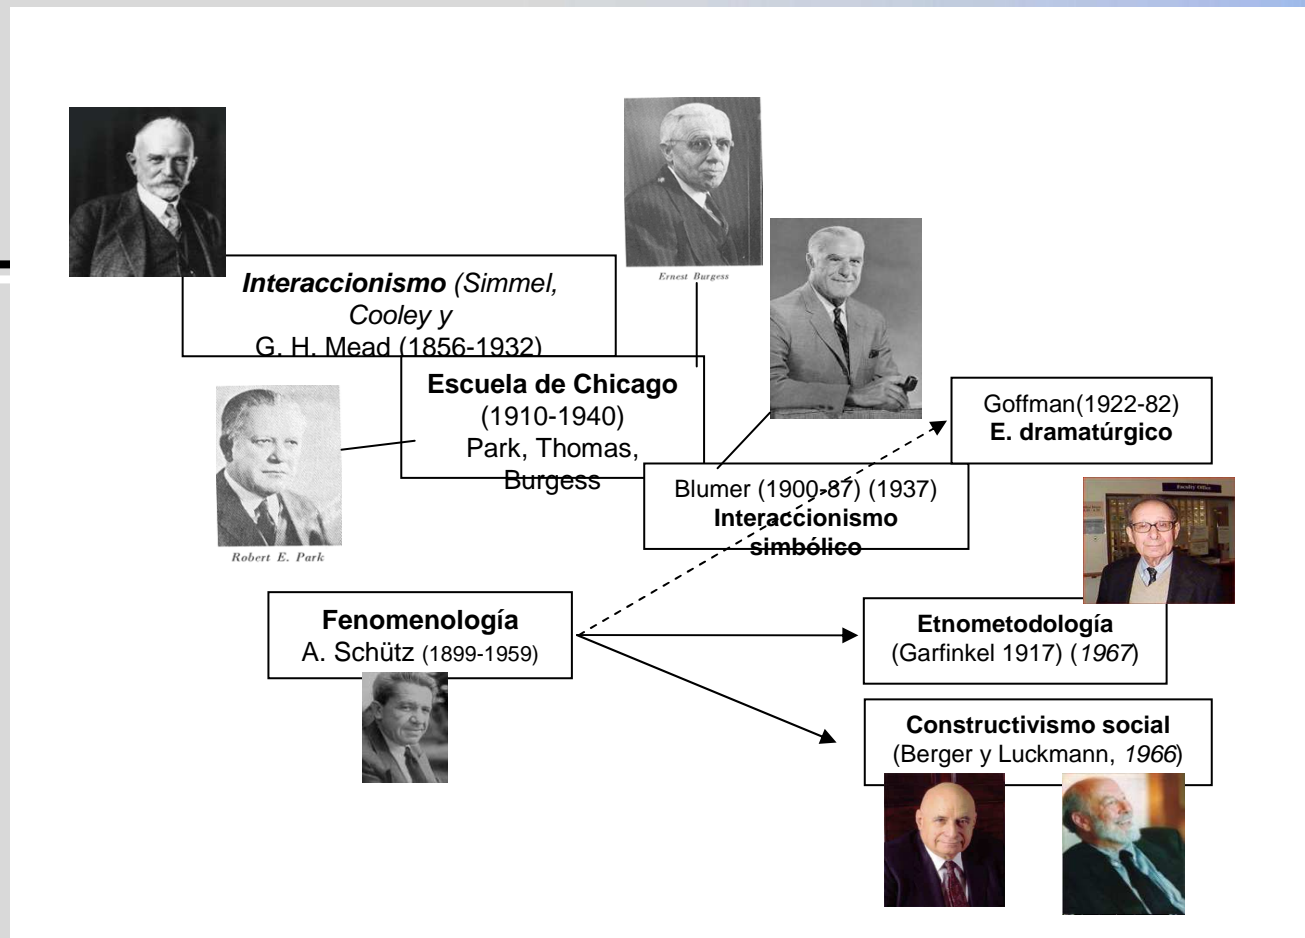 Ernest Burgess
Interaccionismo (Simmel,
Cooley y
G. H. Mead (1856-1932)
Escuela de Chicago
(1910-1940)
Park, Thomas,
Burgess
Robert E. Park
Goffman(1922-82)
E. dramatúrgico
Blumer (1900-87) (1937)
Interaccionismo
simbólico
Faculty Office
Fenomenología
A. Schütz (1899-1959)
Etnometodología
(Garfinkel 1917) (1967)
Constructivismo social
(Berger y Luckmann, 1966)